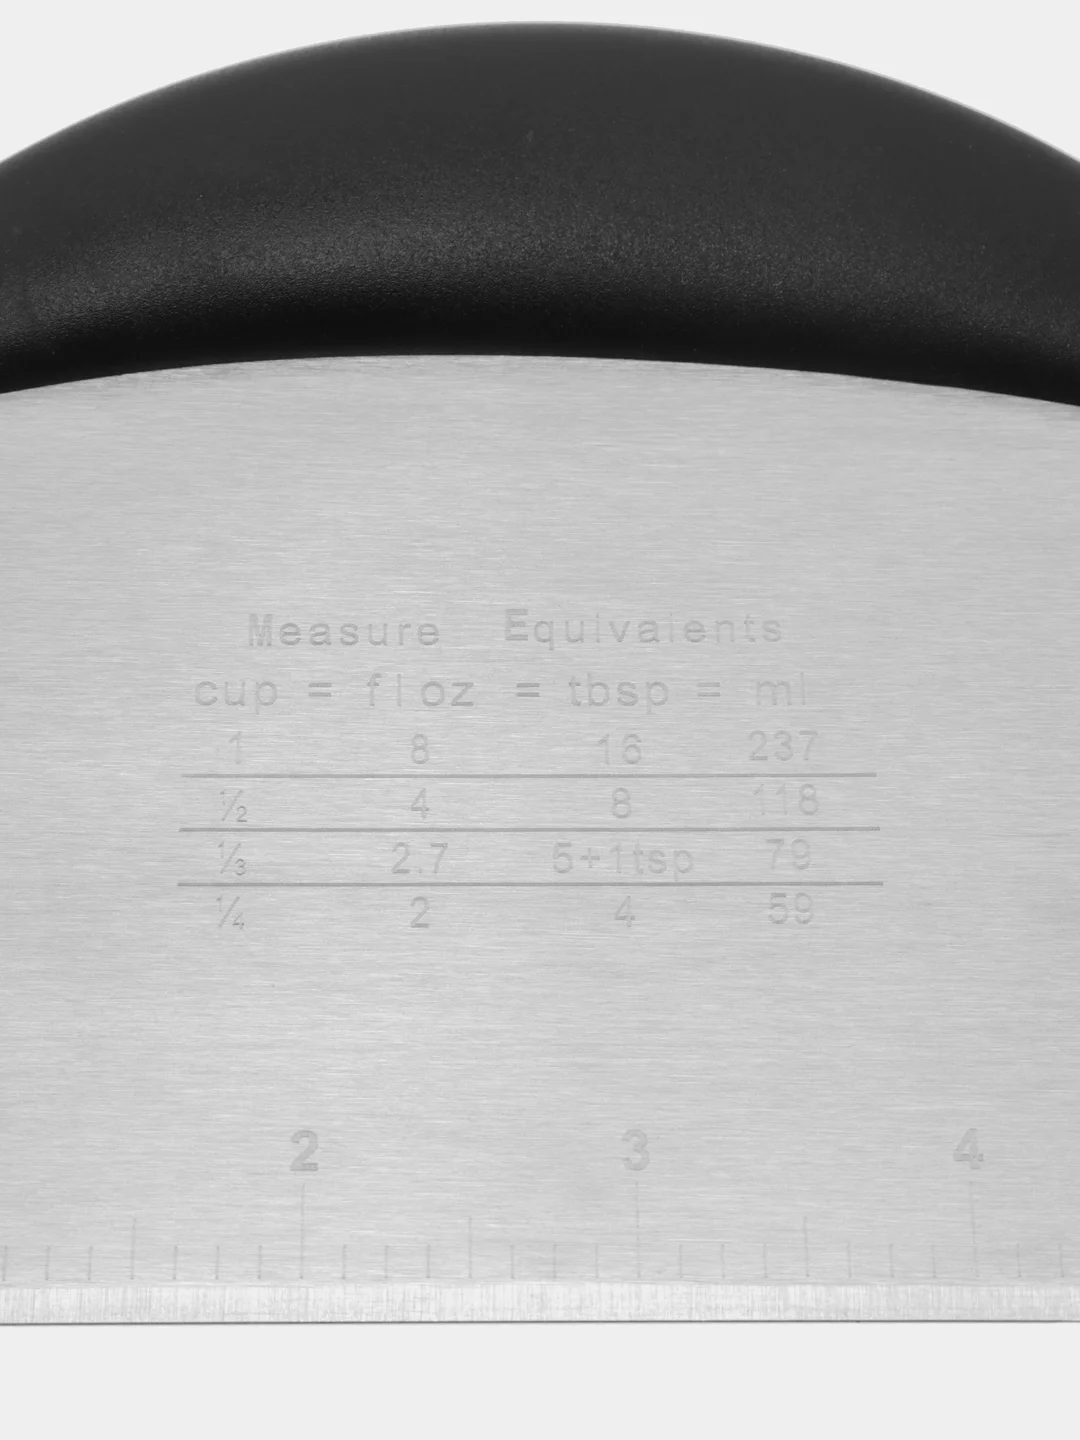 Measure Equivaients
cup = fl oz = tbsp = ml
1 8 16 237
½ 4 8 118
⅓ 2.7 5+1tsp 79
¼ 2 4 59
2 3 4